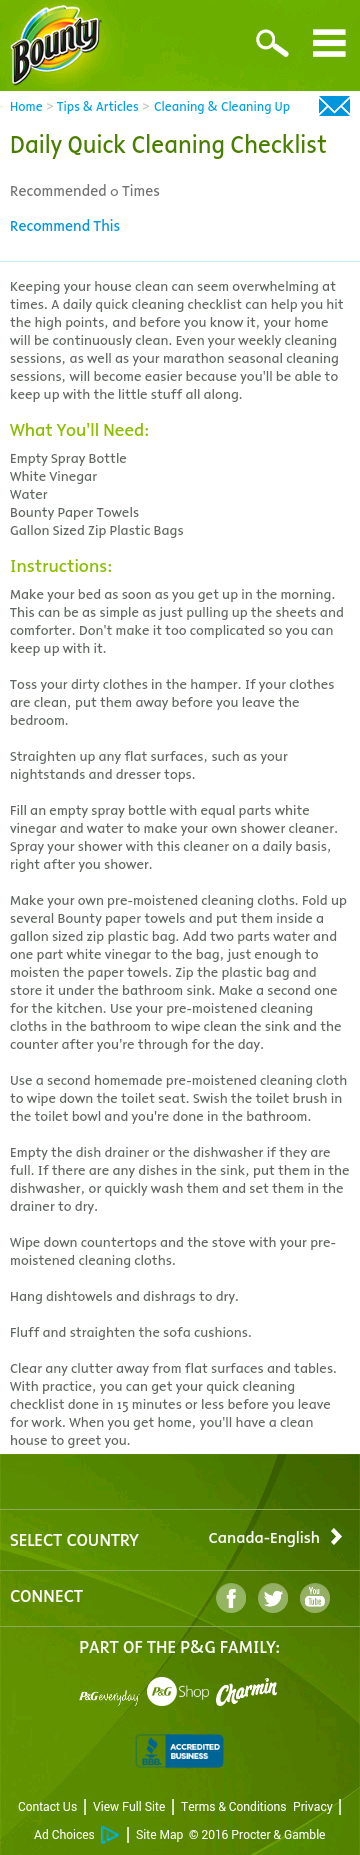 Bounty
Home > Tips & Articles > Cleaning & Cleaning Up
Daily Quick Cleaning Checklist
Recommended 0 Times
Recommend This
Keeping your house clean can seem overwhelming at
times. A daily quick cleaning checklist can help you hit
the high points, and before you know it, your home
will be continuously clean. Even your weekly cleaning
sessions, as well as your marathon seasonal cleaning
sessions, will become easier because you'll be able to
keep up with the little stuff all along.
What You'll Need:
Empty Spray Bottle
White Vinegar
Water
Bounty Paper Towels
Gallon Sized Zip Plastic Bags
Instructions:
Make your bed as soon as you get up in the morning.
This can be as simple as just pulling up the sheets and
comforter. Don't make it too complicated so you can
keep up with it.
Toss your dirty clothes in the hamper. If your clothes
are clean, put them away before you leave the
bedroom.
Straighten up any flat surfaces, such as your
nightstands and dresser tops.
Fill an empty spray bottle with equal parts white
vinegar and water to make your own shower cleaner.
Spray your shower with this cleaner on a daily basis,
right after you shower.
Make your own pre-moistened cleaning cloths. Fold up
several Bounty paper towels and put them inside a
gallon sized zip plastic bag. Add two parts water and
one part white vinegar to the bag, just enough to
moisten the paper towels. Zip the plastic bag and
store it under the bathroom sink. Make a second one
for the kitchen. Use your pre-moistened cleaning
cloths in the bathroom to wipe clean the sink and the
counter after you're through for the day.
Use a second homemade pre-moistened cleaning cloth
to wipe down the toilet seat. Swish the toilet brush in
the toilet bowl and you're done in the bathroom.
Empty the dish drainer or the dishwasher if they are
full. If there are any dishes in the sink, put them in the
dishwasher, or quickly wash them and set them in the
drainer to dry.
Wipe down countertops and the stove with your pre-
moistened cleaning cloths.
Hang dishtowels and dishrags to dry.
Fluff and straighten the sofa cushions.
Clear any clutter away from flat surfaces and tables.
With practice, you can get your quick cleaning
checklist done in 15 minutes or less before you leave
for work. When you get home, you'll have a clean
house to greet you.
SELECT COUNTRY Canada-English
CONNECT You Tube
PART OF THE P&G FAMILY:
P&G everyday P&G Shop Charmin
BBB ACCREDITED BUSINESS
Contact Us | View Full Site | Terms & Conditions Privacy |
Ad Choices | Site Map © 2016 Procter & Gamble